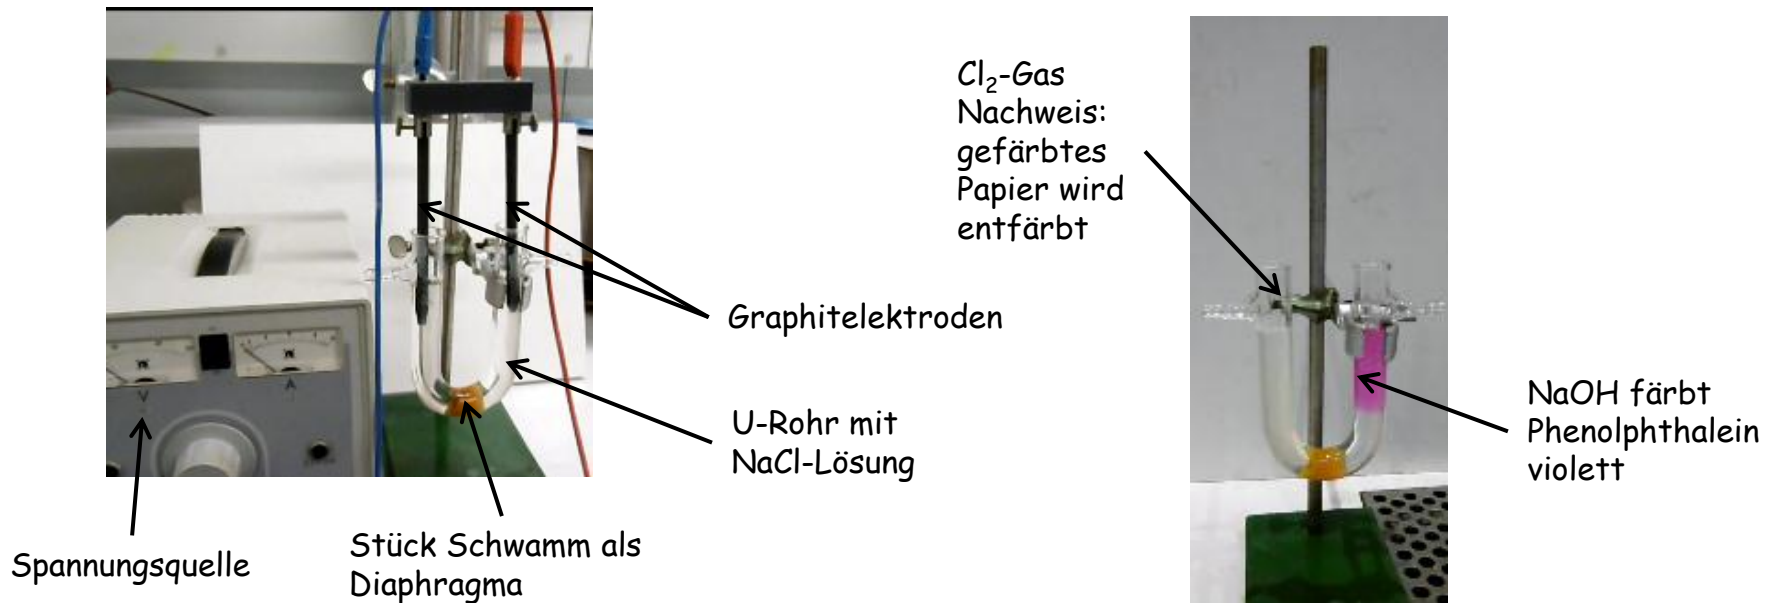 Cl₂-Gas
Nachweis:
gefärbtes
Papier wird
entfärbt
Graphitelektroden
NaOH färbt
Phenolphthalein
violett
U-Rohr mit
NaCl-Lösung
Stück Schwamm als
Diaphragma
Spannungsquelle
V
A